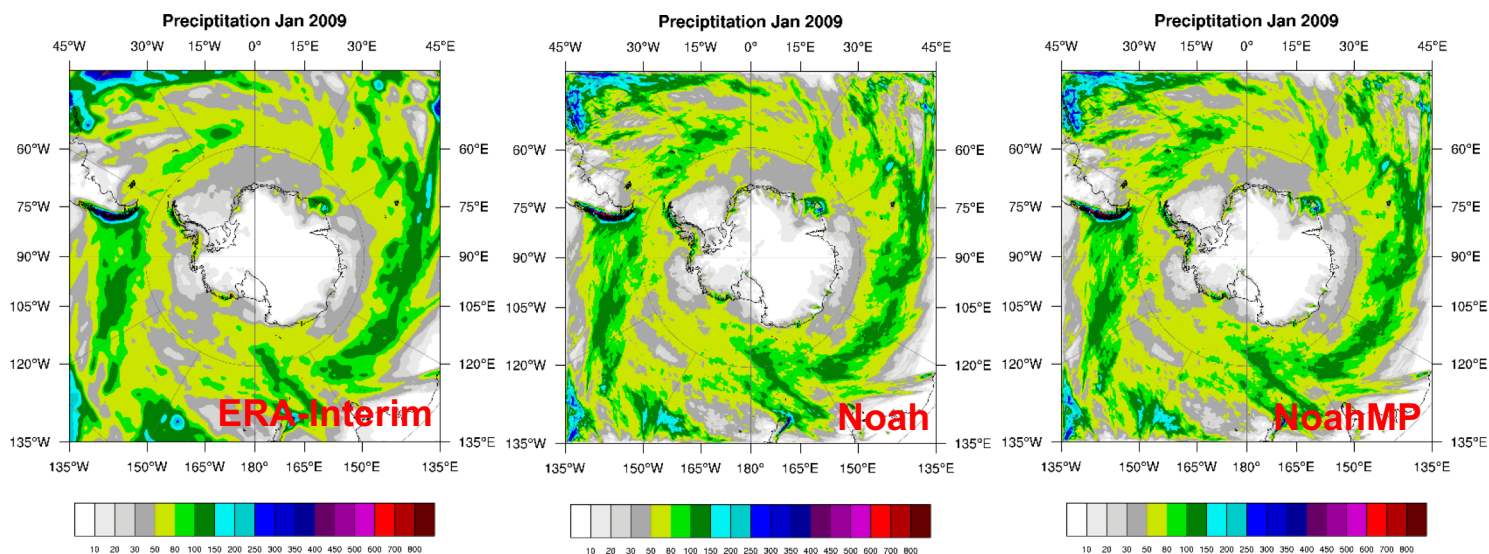 Preciptitation Jan 2009
45°W 30°W 15°W 0° 15°E 30°E 45°E
60°W 60°E
75°W 75°E
90°W 90°E
105°W 105°E
120°W 120°E
ERA-Interim
135°W 135°E
135°W 150°W 165°W 180° 165°E 150°E 135°E
10 20 30 50 80 100 150 200 250 300 350 400 450 500 600 700 800
Preciptitation Jan 2009
45°W 30°W 15°W 0° 15°E 30°E 45°E
60°W 60°E
75°W 75°E
90°W 90°E
105°W 105°E
120°W 120°E
Noah
135°W 135°E
135°W 150°W 165°W 180° 165°E 150°E 135°E
10 20 30 50 80 100 150 200 250 300 350 400 450 500 600 700 800
Preciptitation Jan 2009
45°W 30°W 15°W 0° 15°E 30°E 45°E
60°W 60°E
75°W 75°E
90°W 90°E
105°W 105°E
120°W 120°E
NoahMP
135°W 135°E
135°W 150°W 165°W 180° 165°E 150°E 135°E
10 20 30 50 80 100 150 200 250 300 350 400 450 500 600 700 800